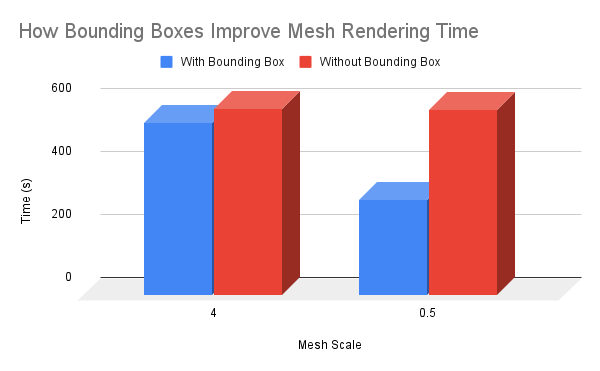 How Bounding Boxes Improve Mesh Rendering Time
With Bounding Box Without Bounding Box
600
400
200
0
Time (s)
4 0.5
Mesh Scale